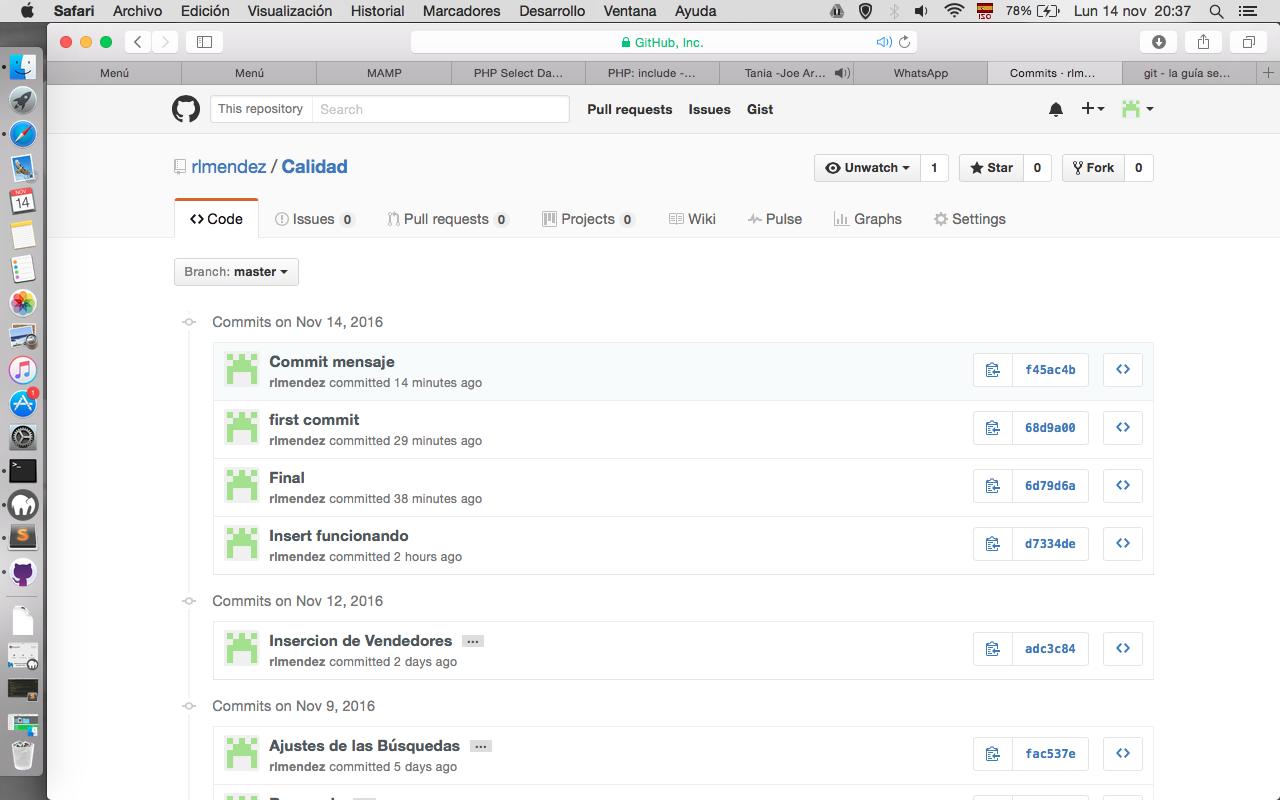 Safari Archivo Edición Visualización Historial Marcadores Desarrollo Ventana Ayuda ISO 78% Lun 14 nov 20:37
GitHub, Inc.
Menú Menú MAMP PHP Select Da... PHP: include -... Tania -Joe Ar... WhatsApp Commits · rlm... git - la guía se...
This repository Search Pull requests Issues Gist
rlmendez / Calidad Unwatch 1 Star 0 Fork 0
Code Issues 0 Pull requests 0 Projects 0 Wiki Pulse Graphs Settings
Branch: master
Commits on Nov 14, 2016
Commit mensaje
rlmendez committed 14 minutes ago
f45ac4b
first commit
rlmendez committed 29 minutes ago
68d9a00
Final
rlmendez committed 38 minutes ago
6d79d6a
Insert funcionando
rlmendez committed 2 hours ago
d7334de
Commits on Nov 12, 2016
Insercion de Vendedores ...
rlmendez committed 2 days ago
adc3c84
Commits on Nov 9, 2016
Ajustes de las Búsquedas ...
rlmendez committed 5 days ago
fac537e
NOV
14
1